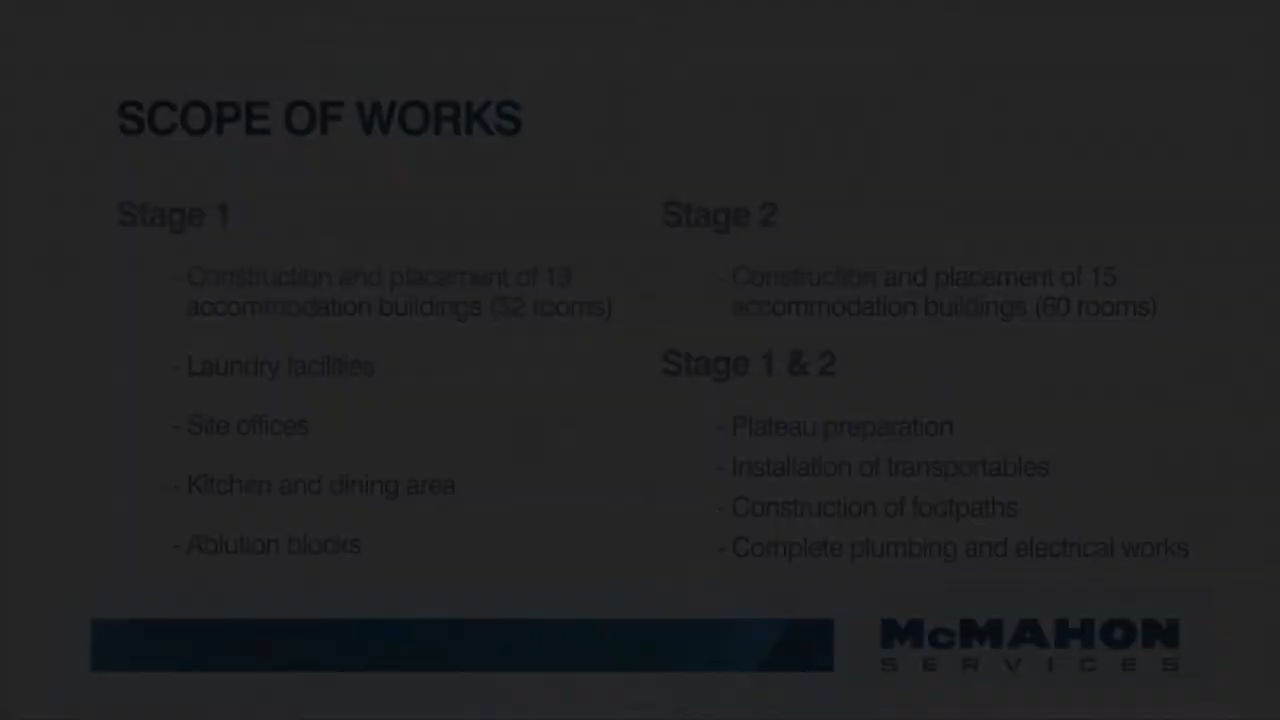 SCOPE OF WORKS
Stage 1
- Construction and placement of 13
accommodation buildings (52 rooms)
- Laundry facilities
- Site offices
- Kitchen and dining area
- Ablution blocks
Stage 2
- Construction and placement of 15
accommodation buildings (60 rooms)
Stage 1 & 2
- Plateau preparation
- Installation of transportables
- Construction of footpaths
- Complete plumbing and electrical works
McMAHON
SERVICES